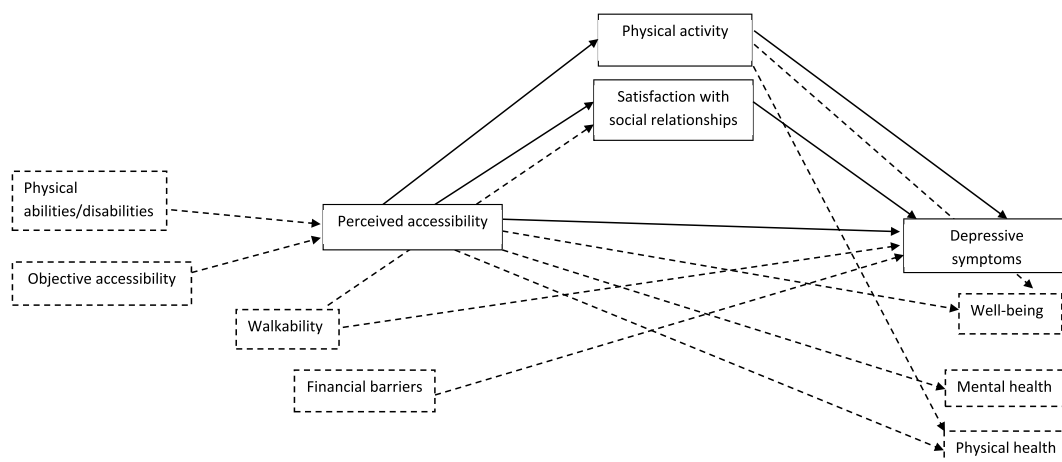 Physical activity
Satisfaction with
social relationships
Physical
abilities/disabilities
Perceived accessibility
Depressive
symptoms
Objective accessibility
Well-being
Walkability
Financial barriers
Mental health
Physical health